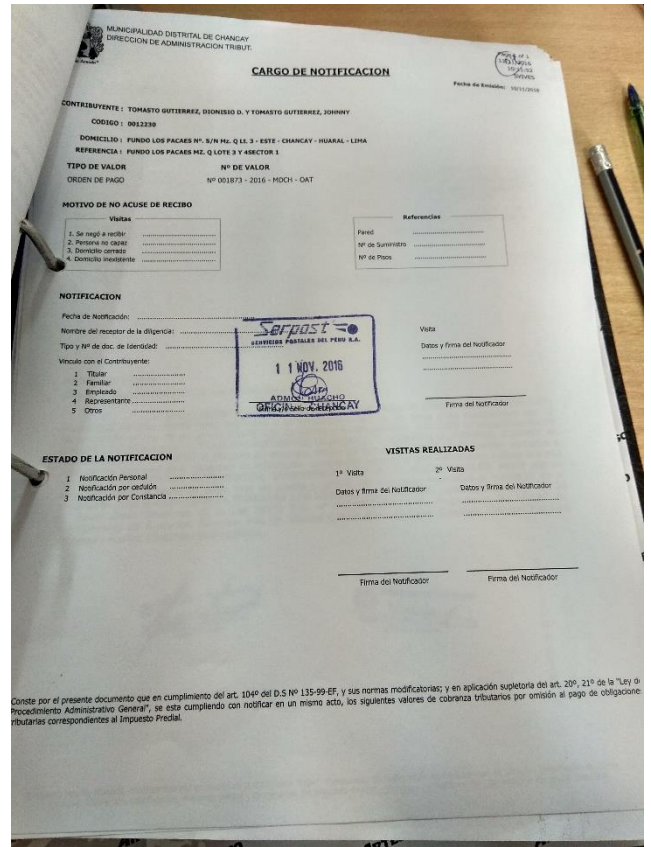 MUNICIPALIDAD DISTRITAL DE CHANCAY
DIRECCION DE ADMINISTRACION TRIBUT.
CARGO DE NOTIFICACION
Fecha de Emisión: 10/11/2016
CONTRIBUYENTE : TOMASTO GUTIERREZ, DIONISIO D. Y TOMASTO GUTIERREZ, JOHNNY
CODIGO : 0012230
DOMICILIO : FUNDO LOS PACAES Nº. S/N Mz. Q Lt. 3 - ESTE - CHANCAY - HUARAL - LIMA
REFERENCIA : FUNDO LOS PACAES MZ. Q LOTE 3 Y 4SECTOR 1
TIPO DE VALOR Nº DE VALOR
ORDEN DE PAGO Nº 001873 - 2016 - MDCH - OAT
MOTIVO DE NO ACUSE DE RECIBO
Visitas
1. Se negó a recibir ....................
2. Persona no capaz ....................
3. Domicilio cerrado ....................
4. Domicilio inexistente ....................
Referencias
Pared ....................
Nº de Suministro ....................
Nº de Pisos ....................
NOTIFICACION
Fecha de Notificación: ....................
Nombre del receptor de la diligencia: ....................
Tipo y Nº de doc. de Identidad: ....................
Vinculo con el Contribuyente:
1 Titular ....................
2 Familiar ....................
3 Empleado ....................
4 Representante ....................
5 Otros ....................
Serpost
SERVICIOS POSTALES DEL PERU S.A.
11 NOV. 2016
ADMON. HUACHO
OFICINA CHANCAY
Visita
Datos y firma del Notificador
....................
....................
Firma del Notificador
ESTADO DE LA NOTIFICACION
1 Notificación Personal ....................
2 Notificación por cedulón ....................
3 Notificación por Constancia ....................
VISITAS REALIZADAS
1º Visita 2º Visita
Datos y firma del Notificador Datos y firma del Notificador
....................
....................
Firma del Notificador Firma del Notificador
Conste por el presente documento que en cumplimiento del art. 104º del D.S Nº 135-99-EF, y sus normas modificatorias; y en aplicación supletoria del art. 20º, 21º de la "Ley de
Procedimiento Administrativo General", se esta cumpliendo con notificar en un mismo acto, los siguientes valores de cobranza tributarios por omisión al pago de obligacione
ributarias correspondientes al Impuesto Predial.